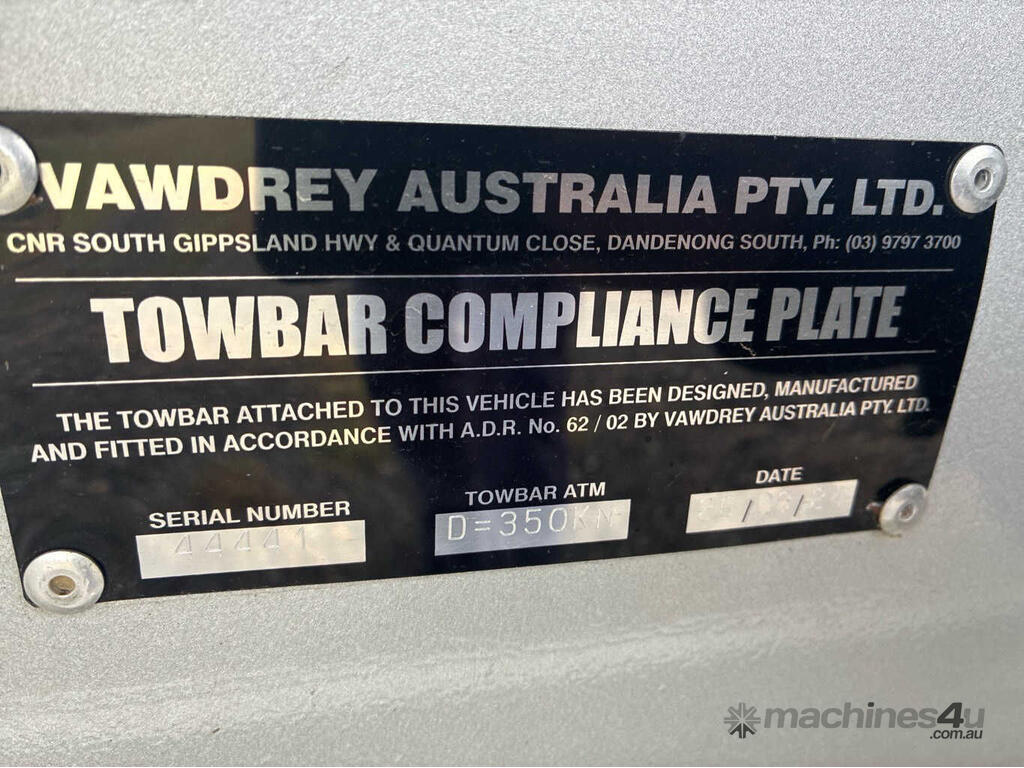 VAWDREY AUSTRALIA PTY. LTD.
CNR SOUTH GIPPSLAND HWY & QUANTUM CLOSE, DANDENONG SOUTH, Ph: (03) 9797 3700
TOWBAR COMPLIANCE PLATE
THE TOWBAR ATTACHED TO THIS VEHICLE HAS BEEN DESIGNED, MANUFACTURED
AND FITTED IN ACCORDANCE WITH A.D.R. No. 62 / 02 BY VAWDREY AUSTRALIA PTY. LTD.
SERIAL NUMBER TOWBAR ATM DATE
44441 D=350KN
machines4u
.com.au